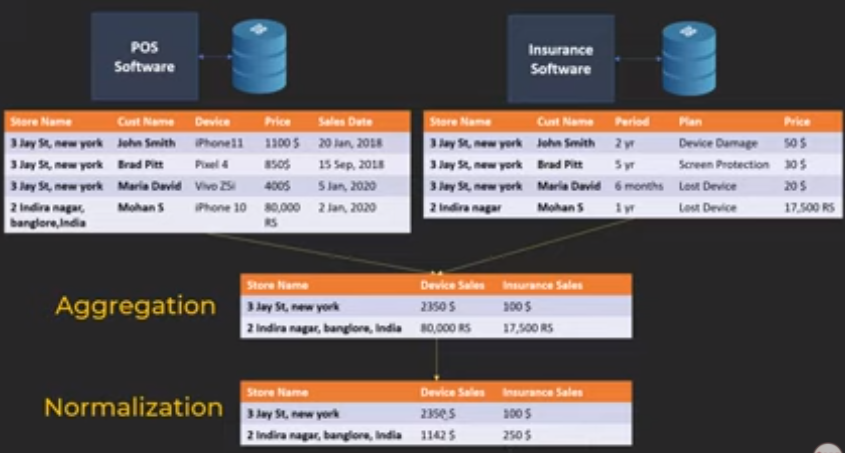 POS
Software
Insurance
Software
Store Name Cust Name Device Price Sales Date
3 Jay St, new york John Smith iPhone11 1100 $ 20 Jan, 2018
3 Jay St, new york Brad Pitt Pixel 4 850$ 15 Sep, 2018
3 Jay St, new york Maria David Vivo ZSi 400$ 5 Jan, 2020
2 Indira nagar, Mohan S iPhone 10 80,000 2 Jan, 2020
banglore,India RS
Store Name Cust Name Period Plan Price
3 Jay St, new york John Smith 2 yr Device Damage 50 $
3 Jay St, new york Brad Pitt 5 yr Screen Protection 30 $
3 Jay St, new york Maria David 6 months Lost Device 20 $
2 Indira nagar Mohan S 1 yr Lost Device 17,500 RS
Aggregation
Store Name Device Sales Insurance Sales
3 Jay St, new york 2350 $ 100 $
2 Indira nagar, banglore, India 80,000 RS 17,500 RS
Normalization
Store Name Device Sales Insurance Sales
3 Jay St, new york 2350 $ 100 $
2 Indira nagar, banglore, India 1142 $ 250 $